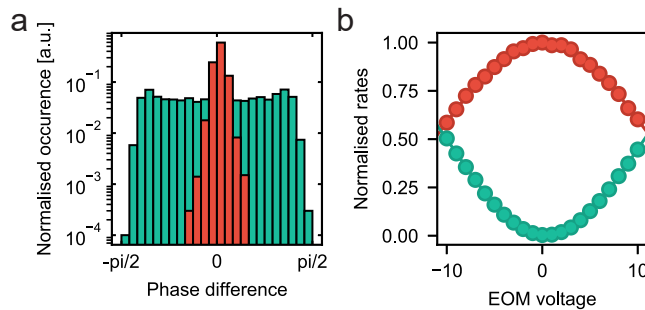 a
Normalised occurence [a.u.]
10⁻¹
10⁻²
10⁻³
10⁻⁴
-pi/2
0
pi/2
Phase difference
b
Normalised rates
1.00
0.75
0.50
0.25
0.00
−10
0
10
EOM voltage